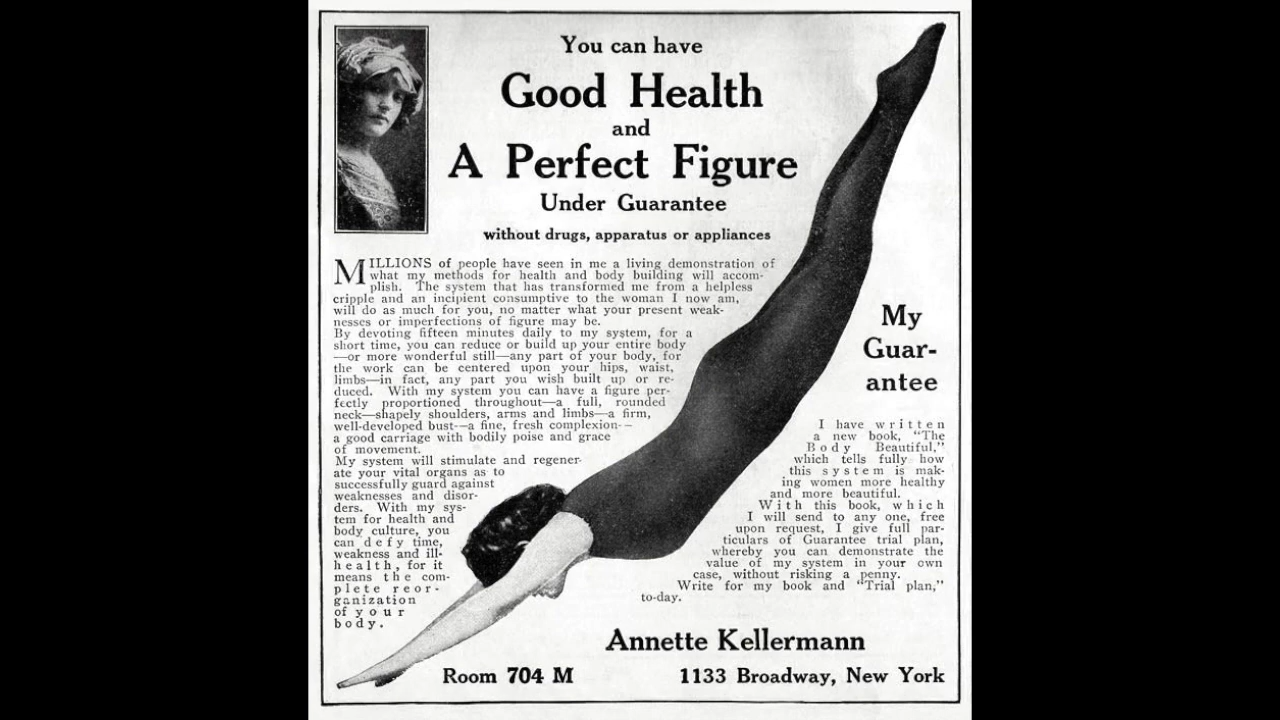 You can have
Good Health
and
A Perfect Figure
Under Guarantee
without drugs, apparatus or appliances
MILLIONS of people have seen in me a living demonstration of
what my methods for health and body building will accom-
plish. The system that has transformed me from a helpless
cripple and an incipient consumptive to the woman I now am,
will do as much for you, no matter what your present weak-
nesses or imperfections of figure may be.
By devoting fifteen minutes daily to my system, for a
short time, you can reduce or build up your entire body
—or more wonderful still—any part of your body, for
the work can be centered upon your hips, waist,
limbs—in fact, any part you wish built up or re-
duced. With my system you can have a figure per-
fectly proportioned throughout—a full, rounded
neck—shapely shoulders, arms and limbs—a firm,
well-developed bust—a fine, fresh complexion—
a good carriage with bodily poise and grace
of movement.
My system will stimulate and regener-
ate your vital organs as to
successfully guard against
weaknesses and disor-
ders. With my sys-
tem for health and
body culture, you
can defy time,
weakness and ill-
health, for it
means the com-
plete reor-
ganization
of your
body.
My
Guar-
antee
I have written
a new book, "The
Body Beautiful,"
which tells fully how
this system is mak-
ing women more healthy
and more beautiful.
With this book, which
I will send to any one, free
upon request, I give full par-
ticulars of Guarantee trial plan,
whereby you can demonstrate the
value of my system in your own
case, without risking a penny.
Write for my book and "Trial plan,"
to-day.
Annette Kellermann
Room 704 M
1133 Broadway, New York